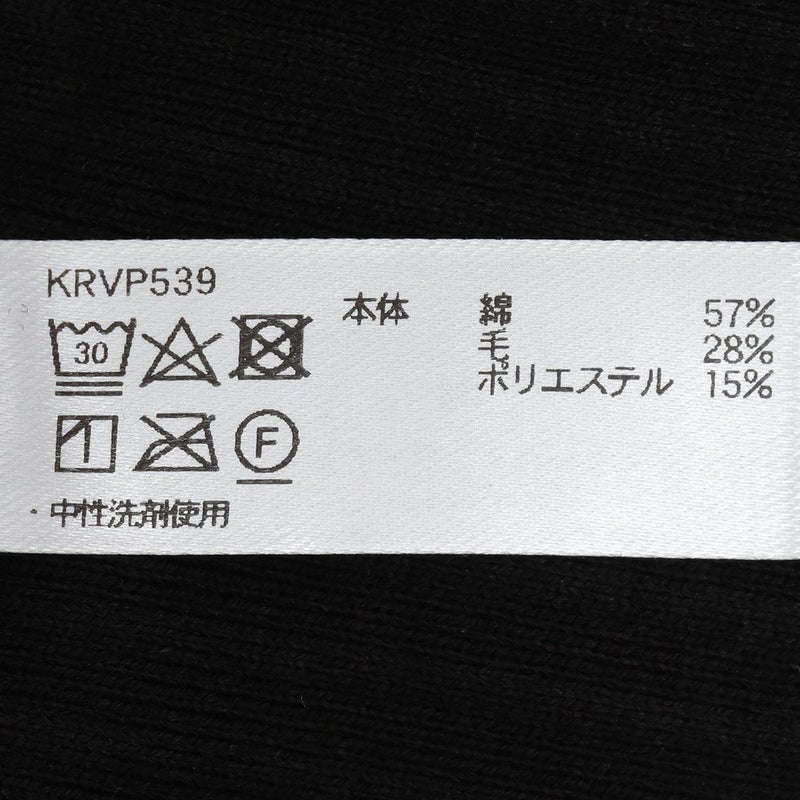 KRVP539
30
F
・中性洗剤使用
本体 綿 57%
毛 28%
ポリエステル 15%